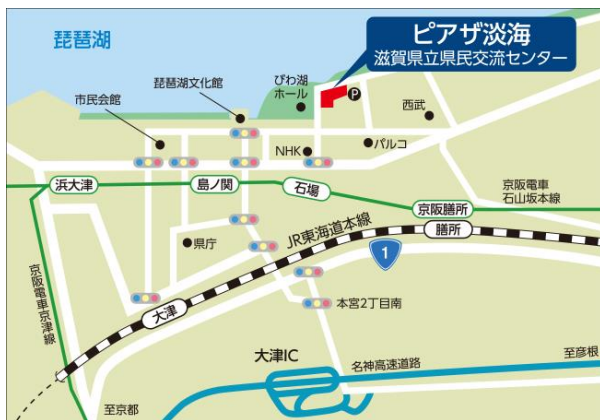 琵琶湖
ピアザ淡海
滋賀県立県民交流センター
琵琶湖文化館
びわ湖
ホール
P
市民会館
西武
NHK
パルコ
浜大津
島ノ関
石場
京阪膳所
京阪電車
石山坂本線
県庁
JR東海道本線
膳所
1
京阪電車京津線
大津
本宮2丁目南
大津IC
名神高速道路
至彦根
至京都